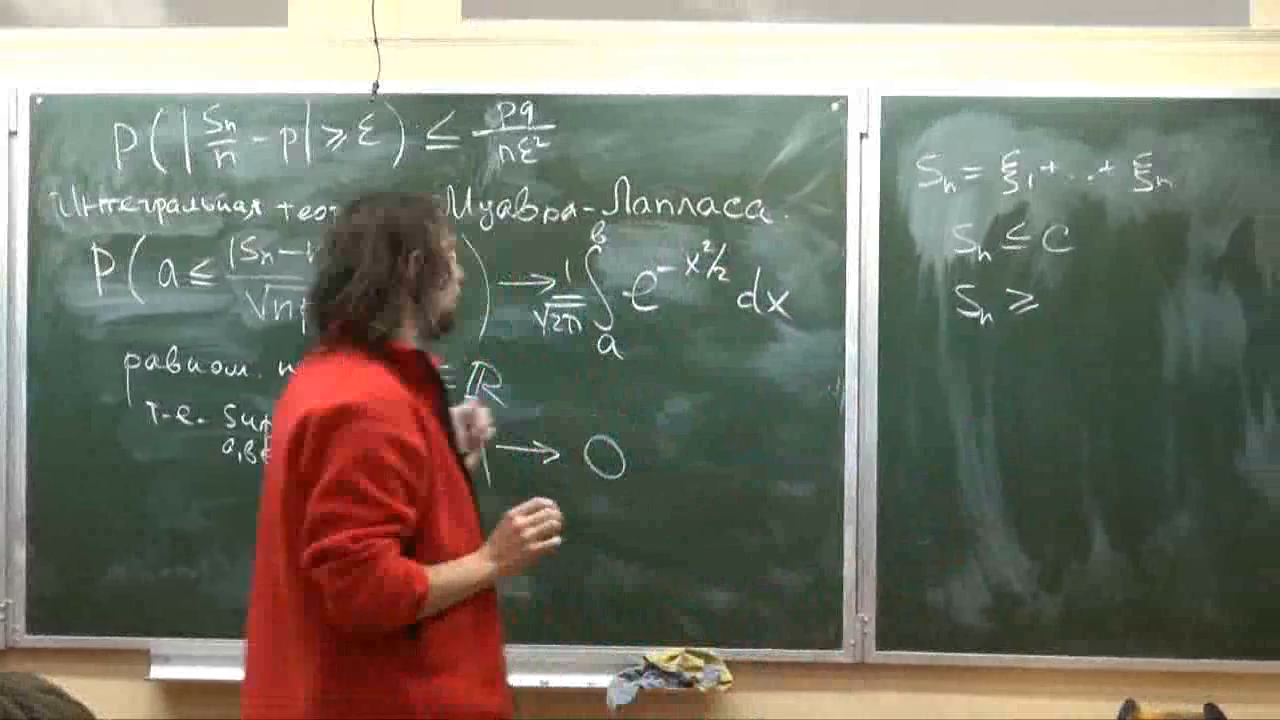 P(|Sn/n - p| ≥ ε) ≤ pq/nε²
Интегральная Муавра-Лапласа.
P(a ≤ |Sn- ) → 1/√2π ∫ₐᵇ e^(-x²/2) dx
равном. ℝ
т.е. Sup
a,b∈ → 0
Sn = ξ₁+...+ ξn
Sn ≤ C
Sn ≥